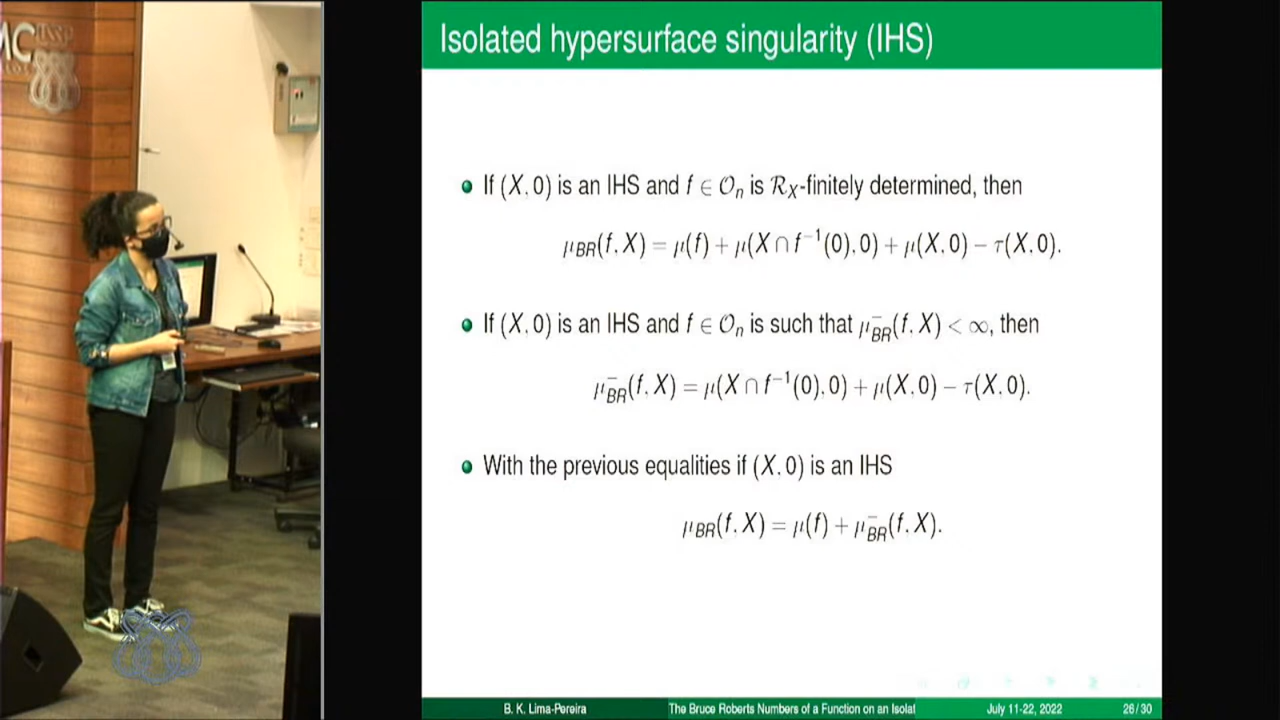 MC USP
Isolated hypersurface singularity (IHS)
If (X, 0) is an IHS and f ∈ 𝒪ₙ is ℛ_X-finitely determined, then
μ_BR(f, X) = μ(f) + μ(X ∩ f⁻¹(0), 0) + μ(X, 0) − τ(X, 0).
If (X, 0) is an IHS and f ∈ 𝒪ₙ is such that μ⁻_BR(f, X) < ∞, then
μ⁻_BR(f, X) = μ(X ∩ f⁻¹(0), 0) + μ(X, 0) − τ(X, 0).
With the previous equalities if (X, 0) is an IHS
μ_BR(f, X) = μ(f) + μ⁻_BR(f, X).
B. K. Lima-Pereira The Bruce Roberts Numbers of a Function on an Isolat July 11-22, 2022 26 / 30